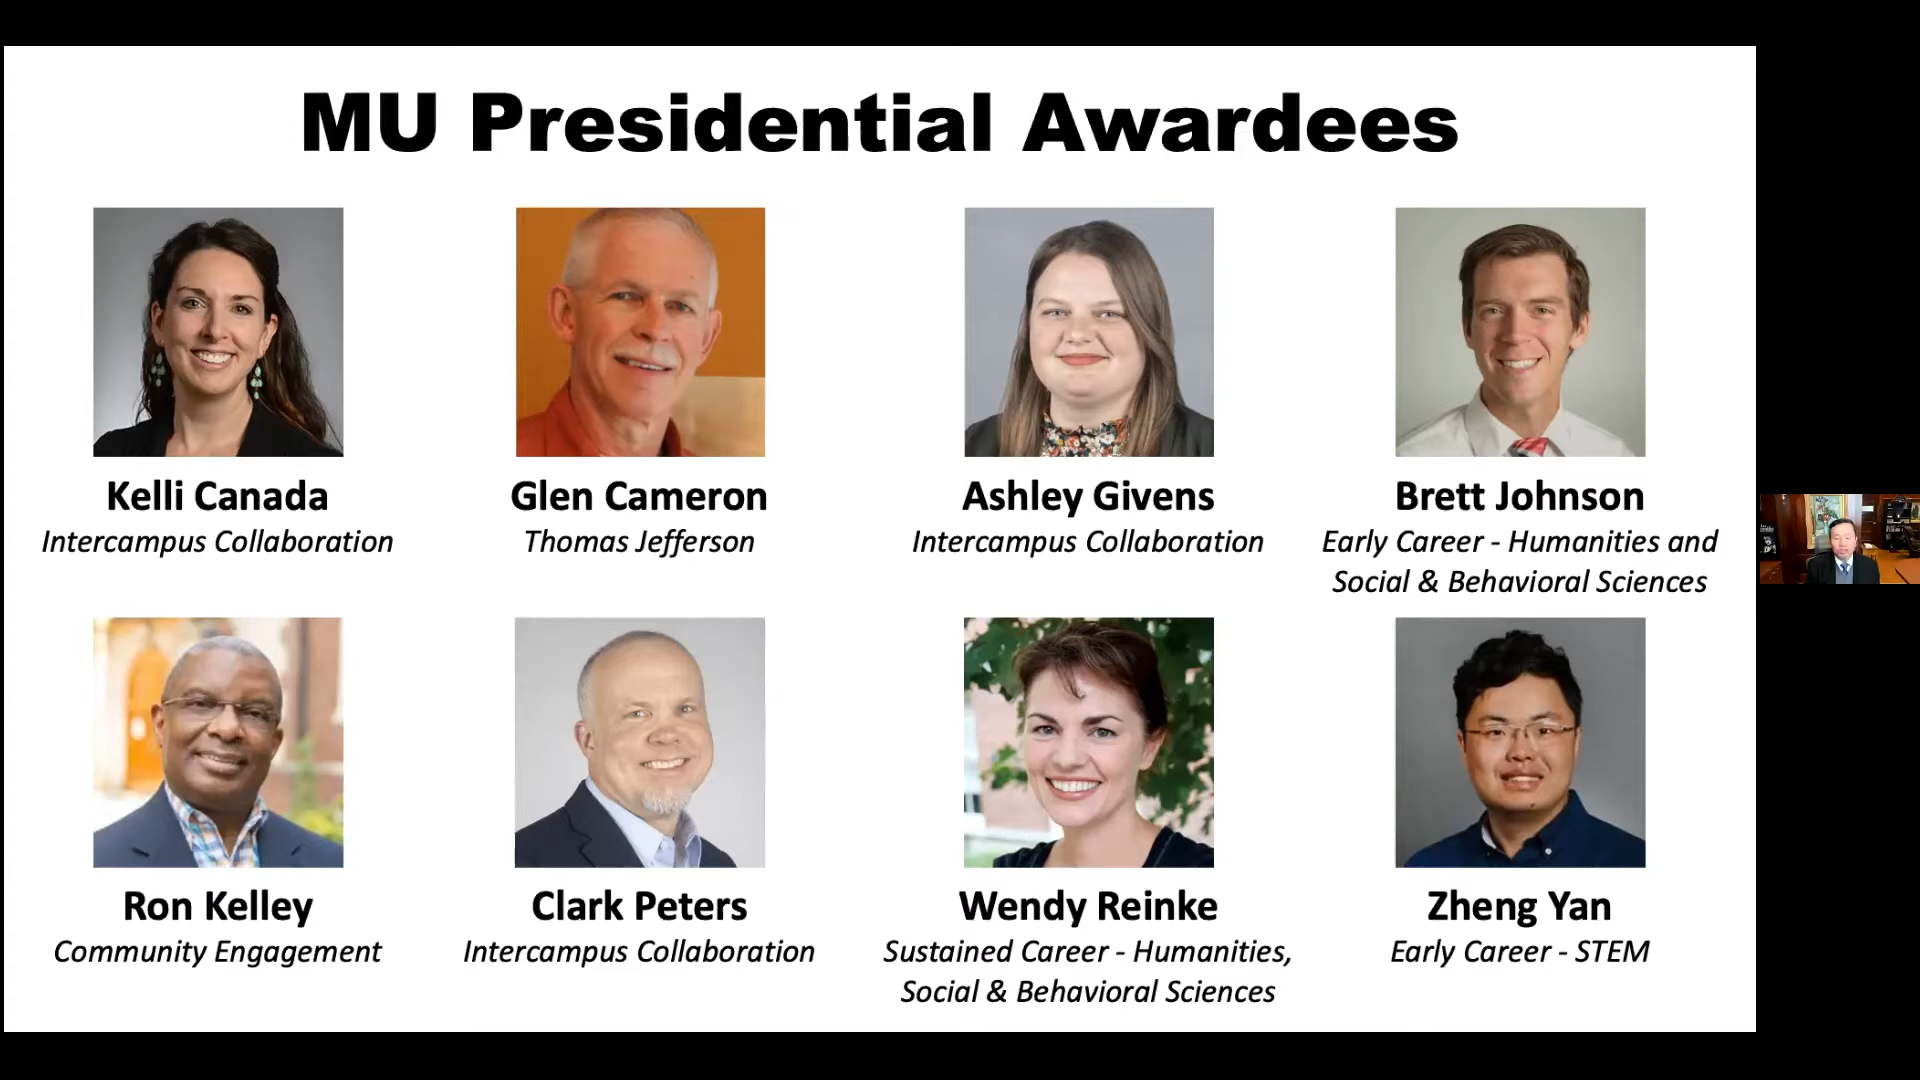 MU Presidential Awardees
Kelli Canada
Intercampus Collaboration
Glen Cameron
Thomas Jefferson
Ashley Givens
Intercampus Collaboration
Brett Johnson
Early Career - Humanities and
Social & Behavioral Sciences
Ron Kelley
Community Engagement
Clark Peters
Intercampus Collaboration
Wendy Reinke
Sustained Career - Humanities,
Social & Behavioral Sciences
Zheng Yan
Early Career - STEM